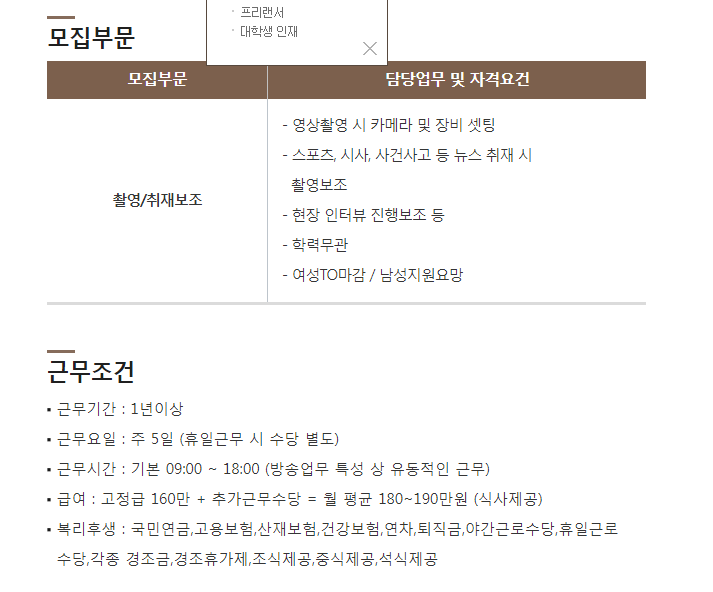 · 프리랜서
· 대학생 인재
모집부문
모집부문 담당업무 및 자격요건
촬영/취재보조
- 영상촬영 시 카메라 및 장비 셋팅
- 스포츠, 시사, 사건사고 등 뉴스 취재 시
촬영보조
- 현장 인터뷰 진행보조 등
- 학력무관
- 여성TO마감 / 남성지원요망
근무조건
▪ 근무기간 : 1년이상
▪ 근무요일 : 주 5일 (휴일근무 시 수당 별도)
▪ 근무시간 : 기본 09:00 ~ 18:00 (방송업무 특성 상 유동적인 근무)
▪ 급여 : 고정급 160만 + 추가근무수당 = 월 평균 180~190만원 (식사제공)
▪ 복리후생 : 국민연금,고용보험,산재보험,건강보험,연차,퇴직금,야간근로수당,휴일근로
수당,각종 경조금,경조휴가제,조식제공,중식제공,석식제공